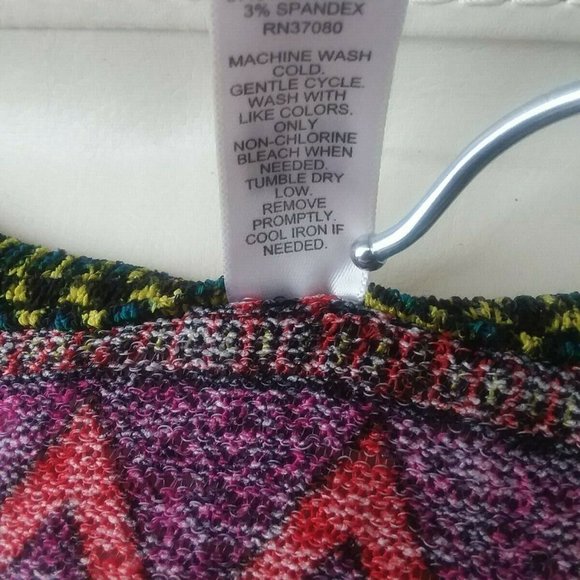 3% SPANDEX
RN37080
MACHINE WASH
COLD.
GENTLE CYCLE.
WASH WITH
LIKE COLORS.
ONLY
NON-CHLORINE
BLEACH WHEN
NEEDED.
TUMBLE DRY
LOW.
REMOVE
PROMPTLY.
COOL IRON IF
NEEDED.